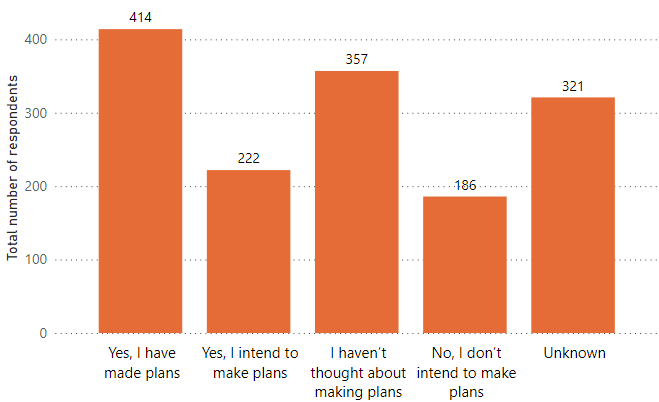 Total number of respondents
400
300
200
100
0
414
222
357
186
321
Yes, I have
made plans
Yes, I intend to
make plans
I haven't
thought about
making plans
No, I don't
intend to make
plans
Unknown